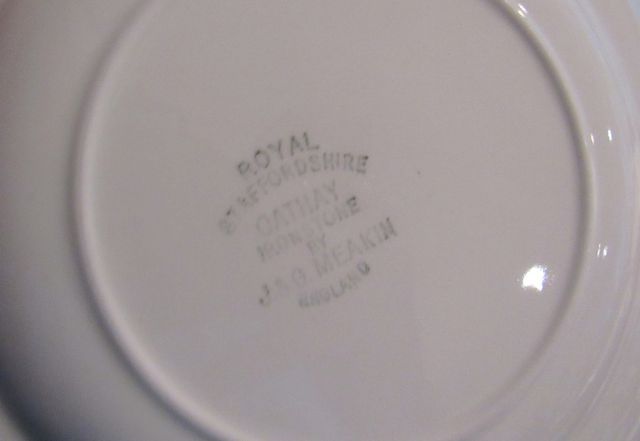 ROYAL
STAFFORDSHIRE
CATHAY
IRONSTONE
BY
J & G. MEAKIN
ENGLAND